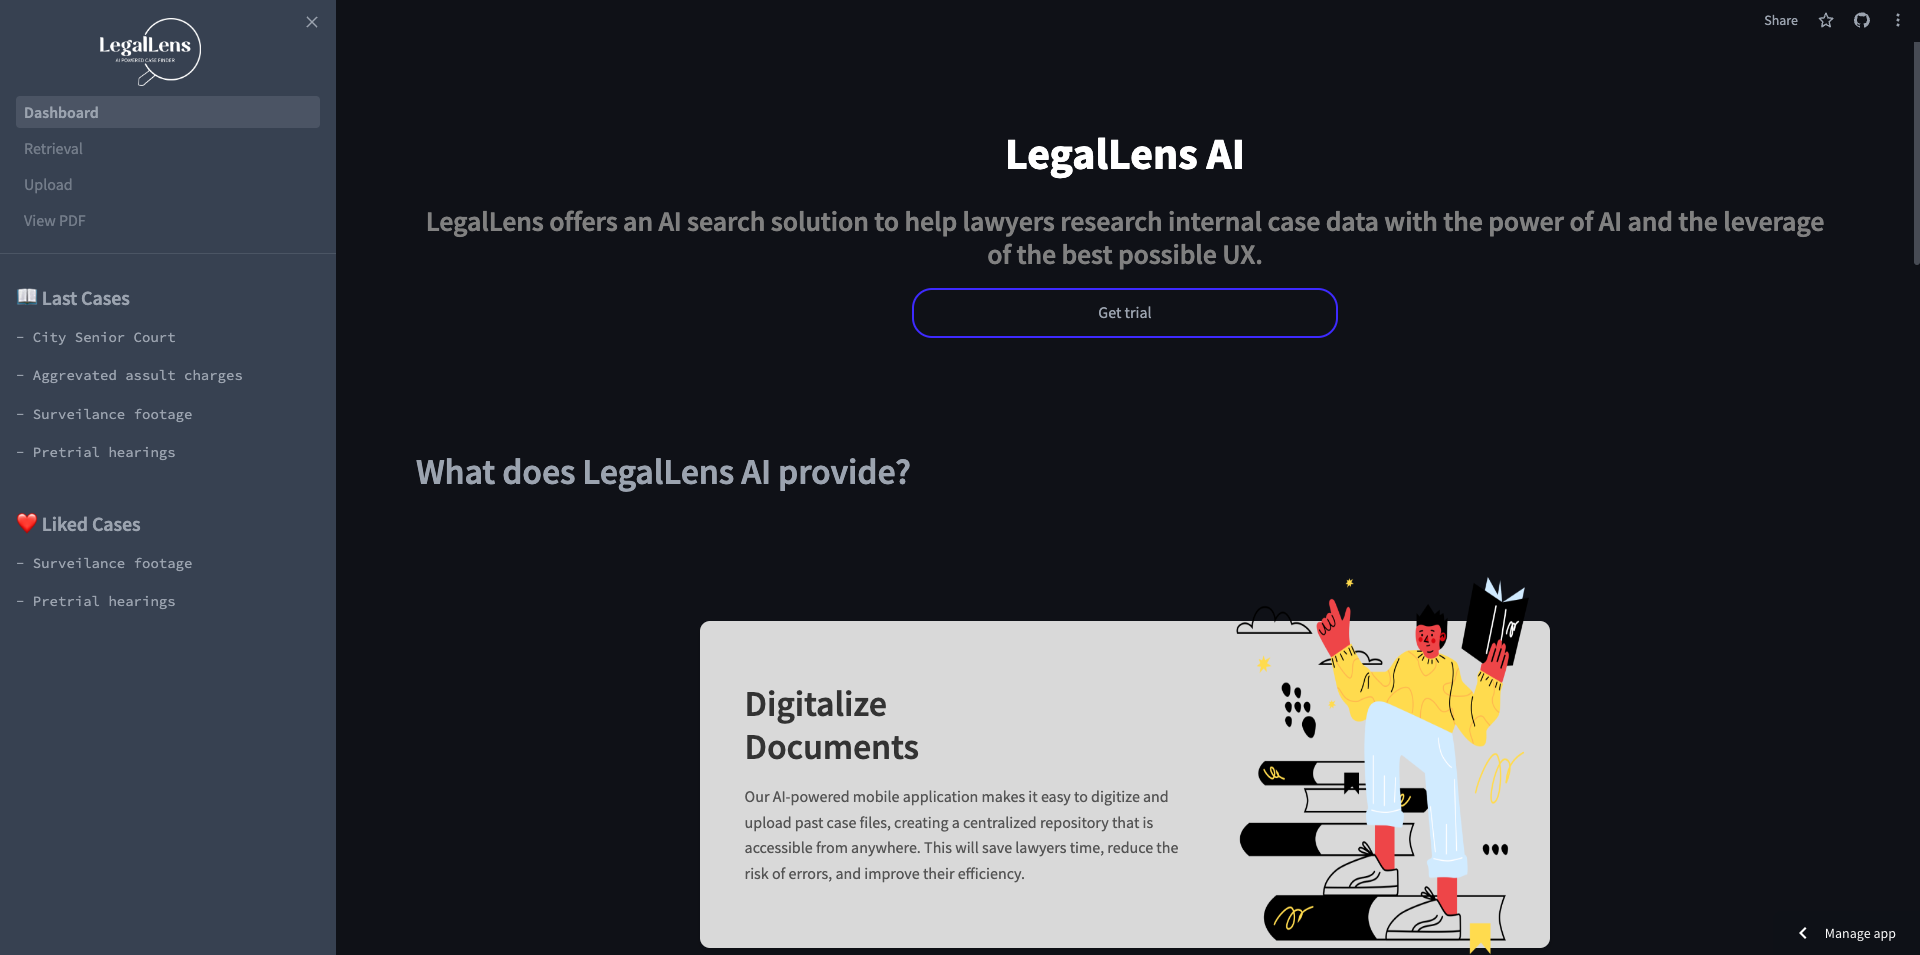 LegalLens
AI POWERED CASE FINDER
Dashboard
Retrieval
Upload
View PDF
Last Cases
- City Senior Court
- Aggrevated assult charges
- Surveilance footage
- Pretrial hearings
Liked Cases
- Surveilance footage
- Pretrial hearings
Share
LegalLens AI
LegalLens offers an AI search solution to help lawyers research internal case data with the power of AI and the leverage
of the best possible UX.
Get trial
What does LegalLens AI provide?
Digitalize
Documents
Our AI-powered mobile application makes it easy to digitize and
upload past case files, creating a centralized repository that is
accessible from anywhere. This will save lawyers time, reduce the
risk of errors, and improve their efficiency.
Manage app